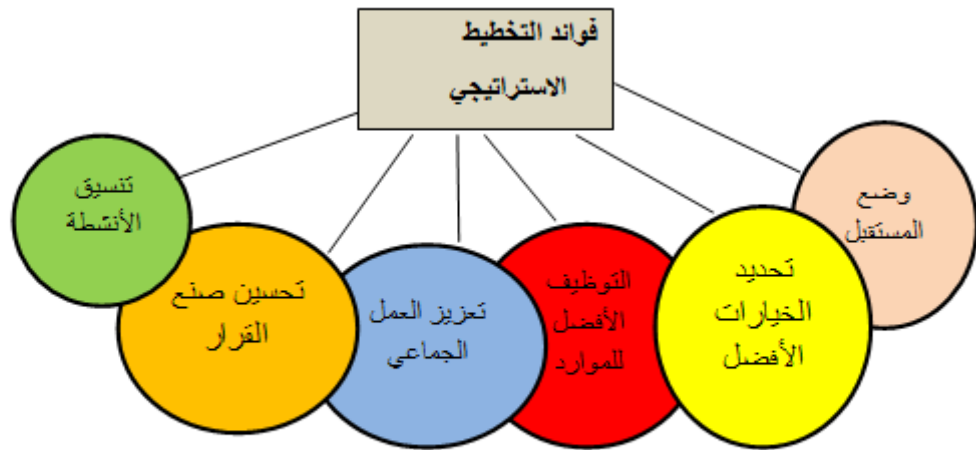 فوائد التخطيط
الاستراتيجي
وضع
المستقبل
تحديد
الخيارات
الأفضل
التوظيف
الأفضل
للموارد
تعزيز العمل
الجماعي
تحسين صنع
القرار
تنسيق
الأنشطة